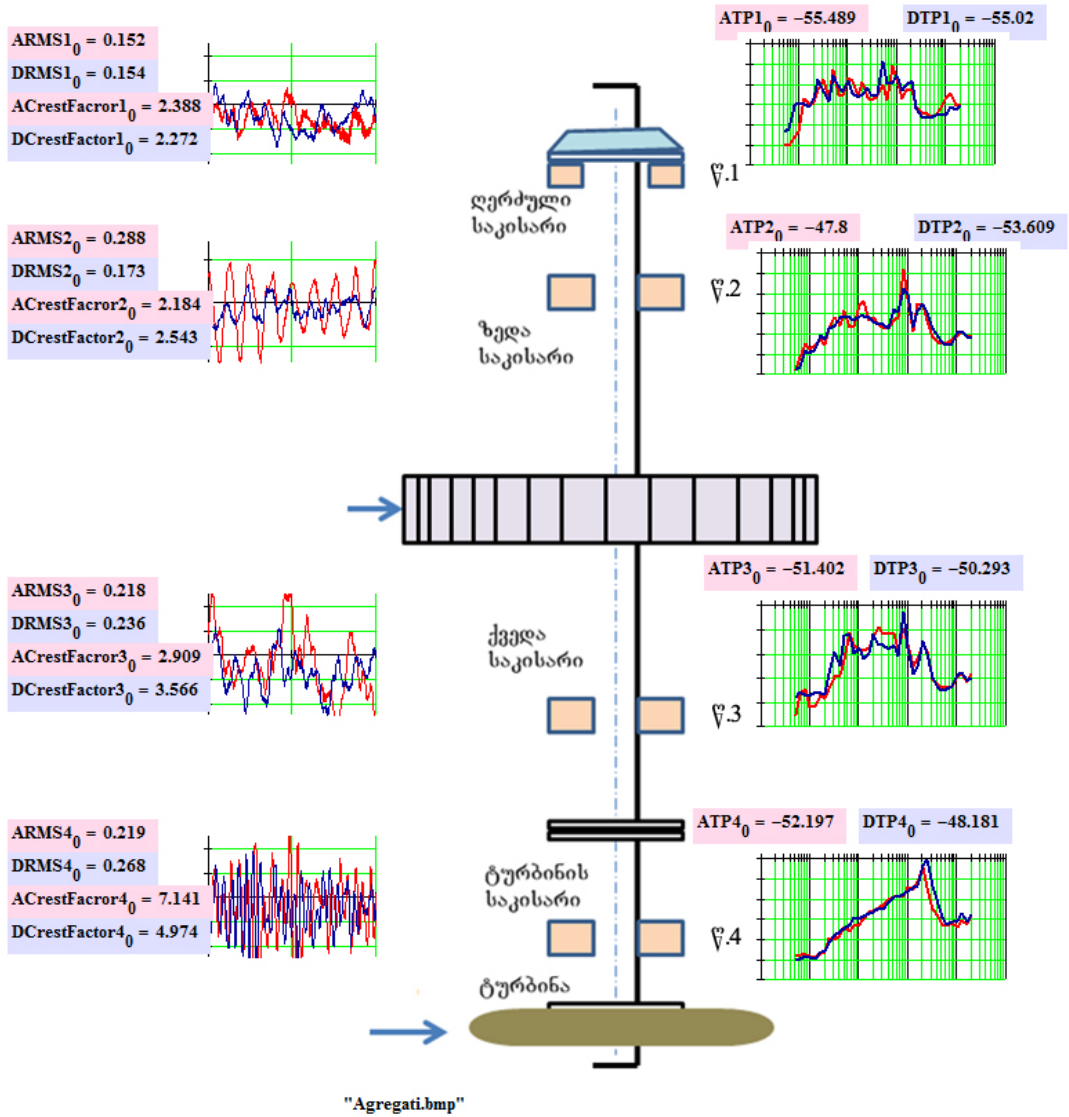 ATP1₀ = −55.489 DTP1₀ = −55.02
ARMS1₀ = 0.152
DRMS1₀ = 0.154
ACrestFacror1₀ = 2.388
DCrestFactor1₀ = 2.272
წ.1
ღერძული
საკისარი
ATP2₀ = −47.8 DTP2₀ = −53.609
ARMS2₀ = 0.288
DRMS2₀ = 0.173
ACrestFacror2₀ = 2.184
DCrestFactor2₀ = 2.543
წ.2
ზედა
საკისარი
ATP3₀ = −51.402 DTP3₀ = −50.293
ARMS3₀ = 0.218
DRMS3₀ = 0.236
ACrestFacror3₀ = 2.909
DCrestFactor3₀ = 3.566
ქვედა
საკისარი
წ.3
ATP4₀ = −52.197 DTP4₀ = −48.181
ARMS4₀ = 0.219
DRMS4₀ = 0.268
ACrestFacror4₀ = 7.141
DCrestFactor4₀ = 4.974
ტურბინის
საკისარი
წ.4
ტურბინა
"Agregati.bmp"